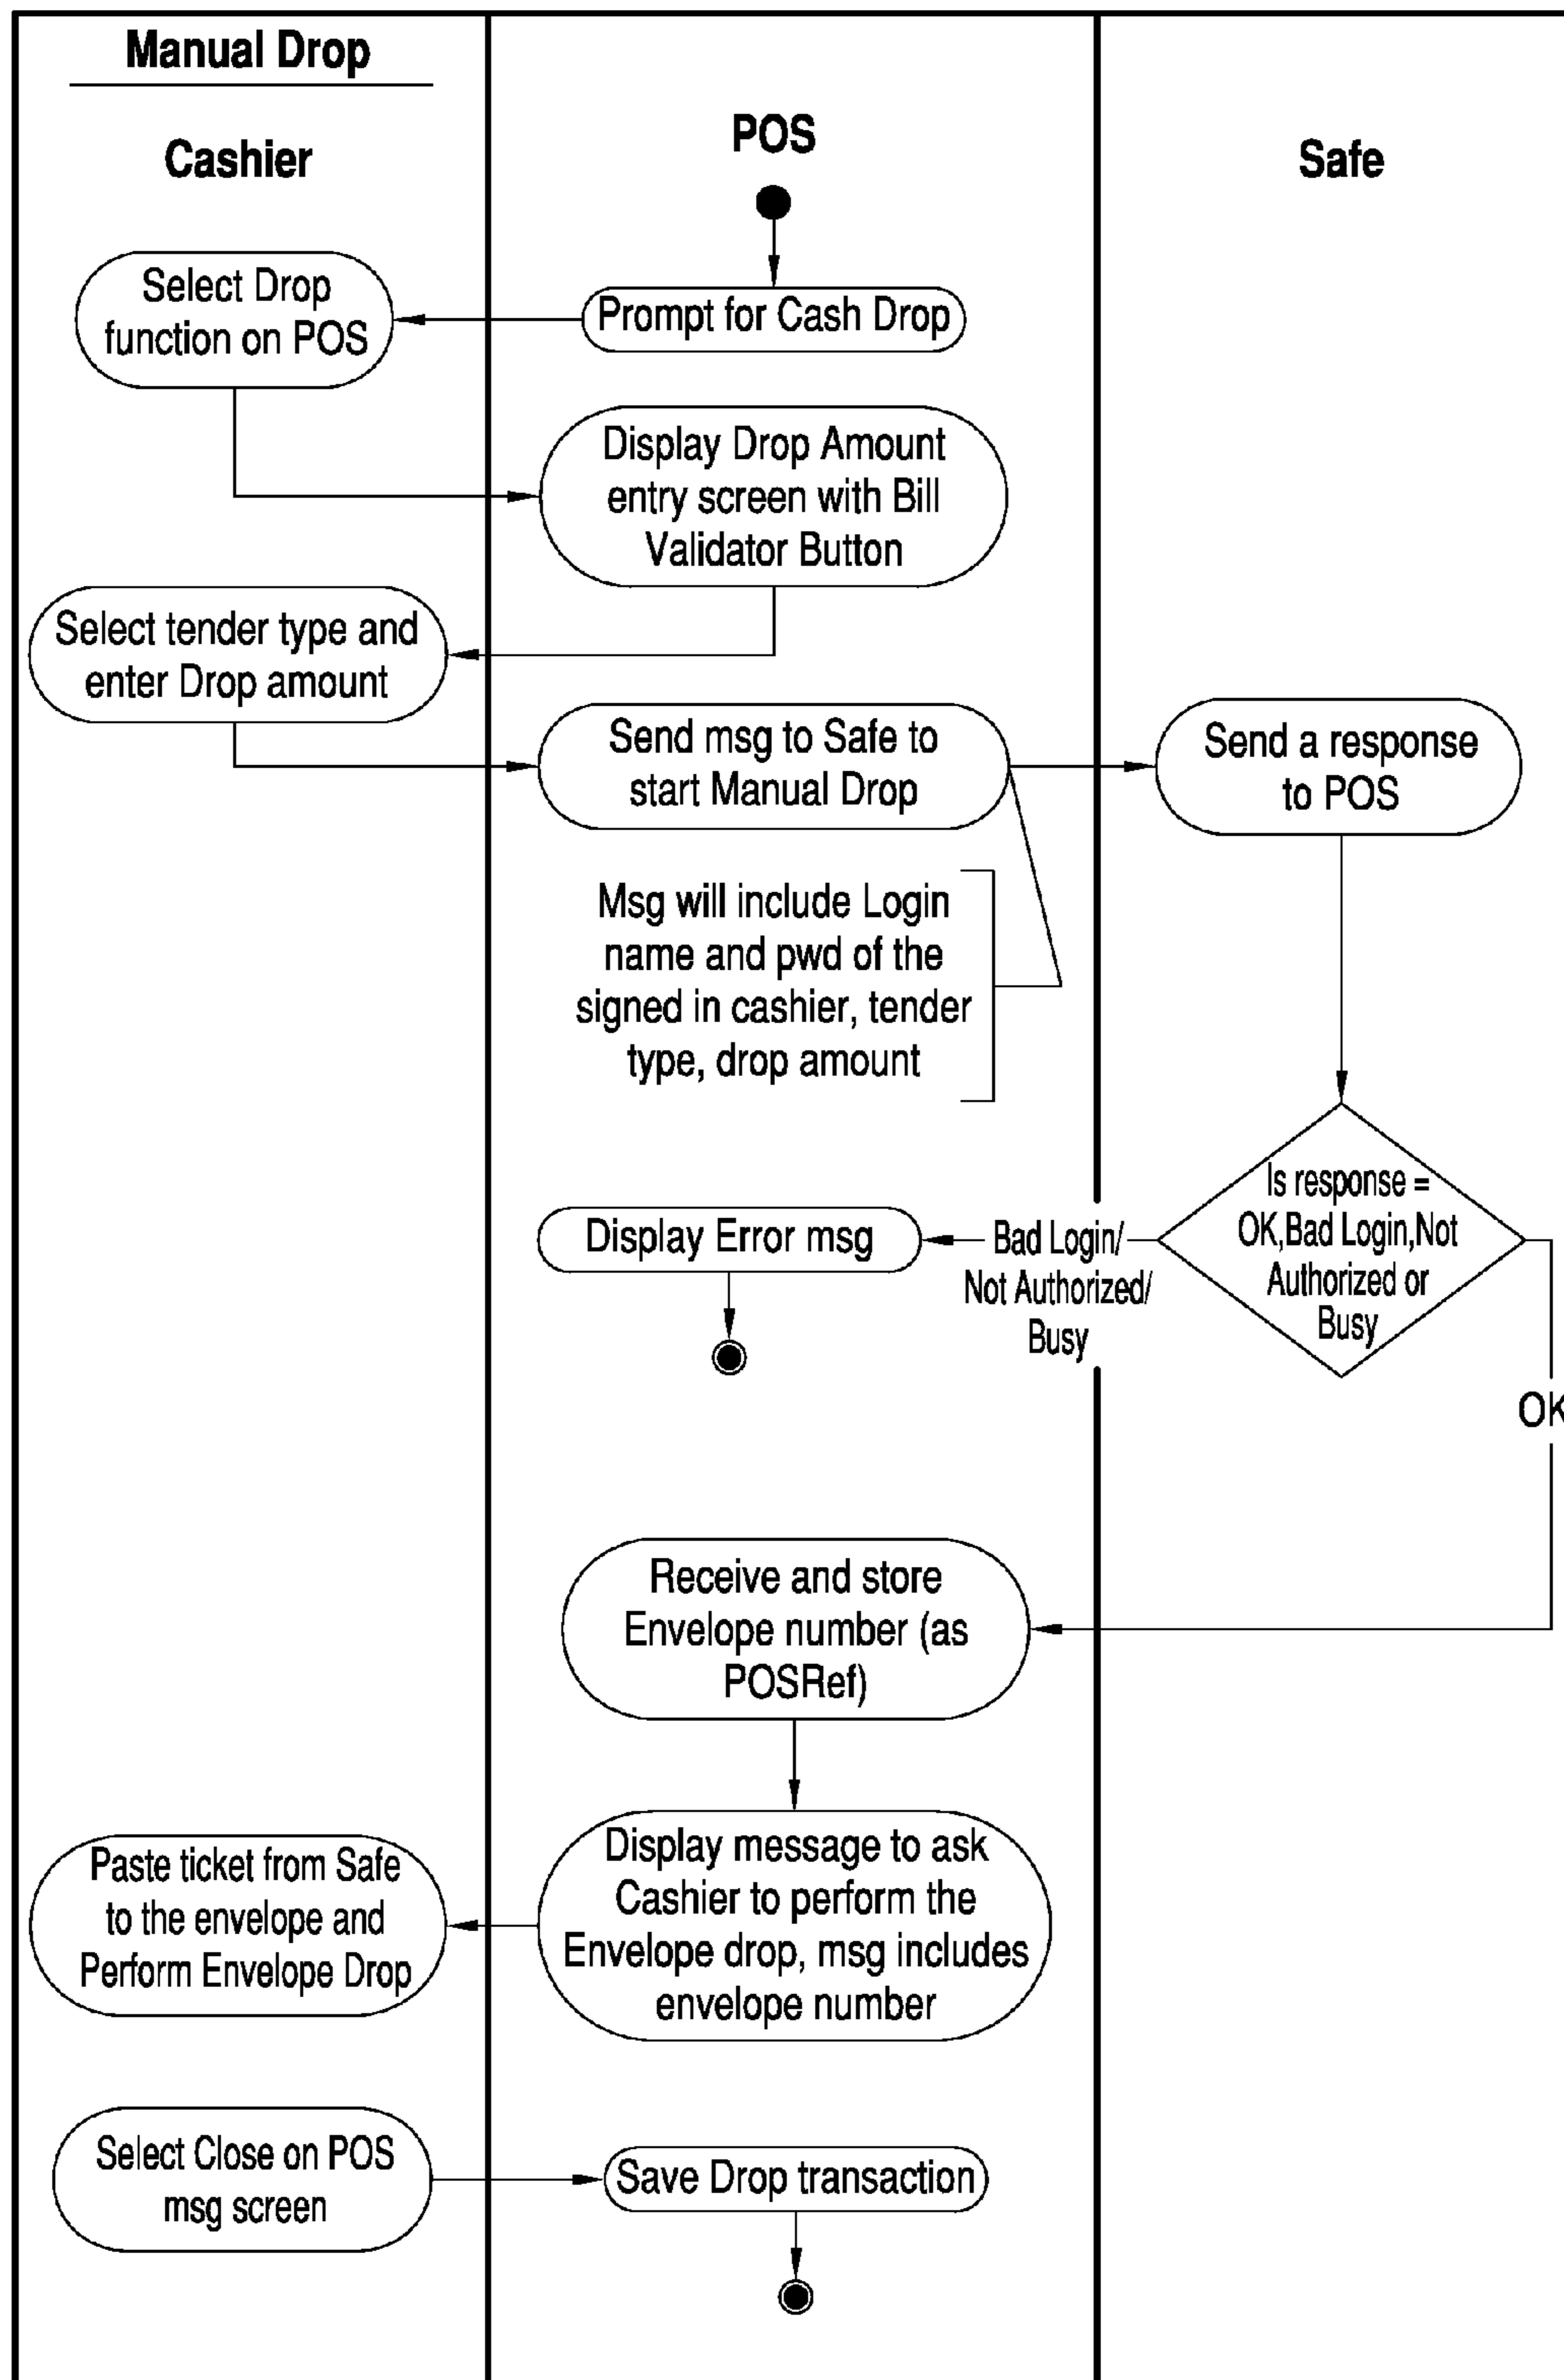 Manual Drop
Cashier
POS
Safe
Select Drop
function on POS
Prompt for Cash Drop
Display Drop Amount
entry screen with Bill
Validator Button
Select tender type and
enter Drop amount
Send msg to Safe to
start Manual Drop
Send a response
to POS
Msg will include Login
name and pwd of the
signed in cashier, tender
type, drop amount
Is response =
OK,Bad Login,Not
Authorized or
Busy
Bad Login/
Not Authorized/
Busy
Display Error msg
OK
Receive and store
Envelope number (as
POSRef)
Display message to ask
Cashier to perform the
Envelope drop, msg includes
envelope number
Paste ticket from Safe
to the envelope and
Perform Envelope Drop
Select Close on POS
msg screen
Save Drop transaction